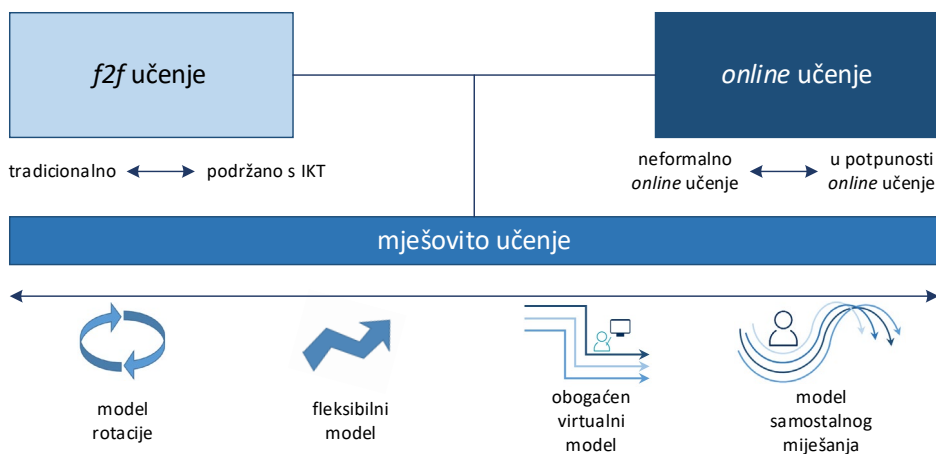 f2f učenje
online učenje
tradicionalno
podržano s IKT
neformalno
online učenje
u potpunosti
online učenje
mješovito učenje
model
rotacije
fleksibilni
model
obogaćen
virtualni
model
model
samostalnog
miješanja